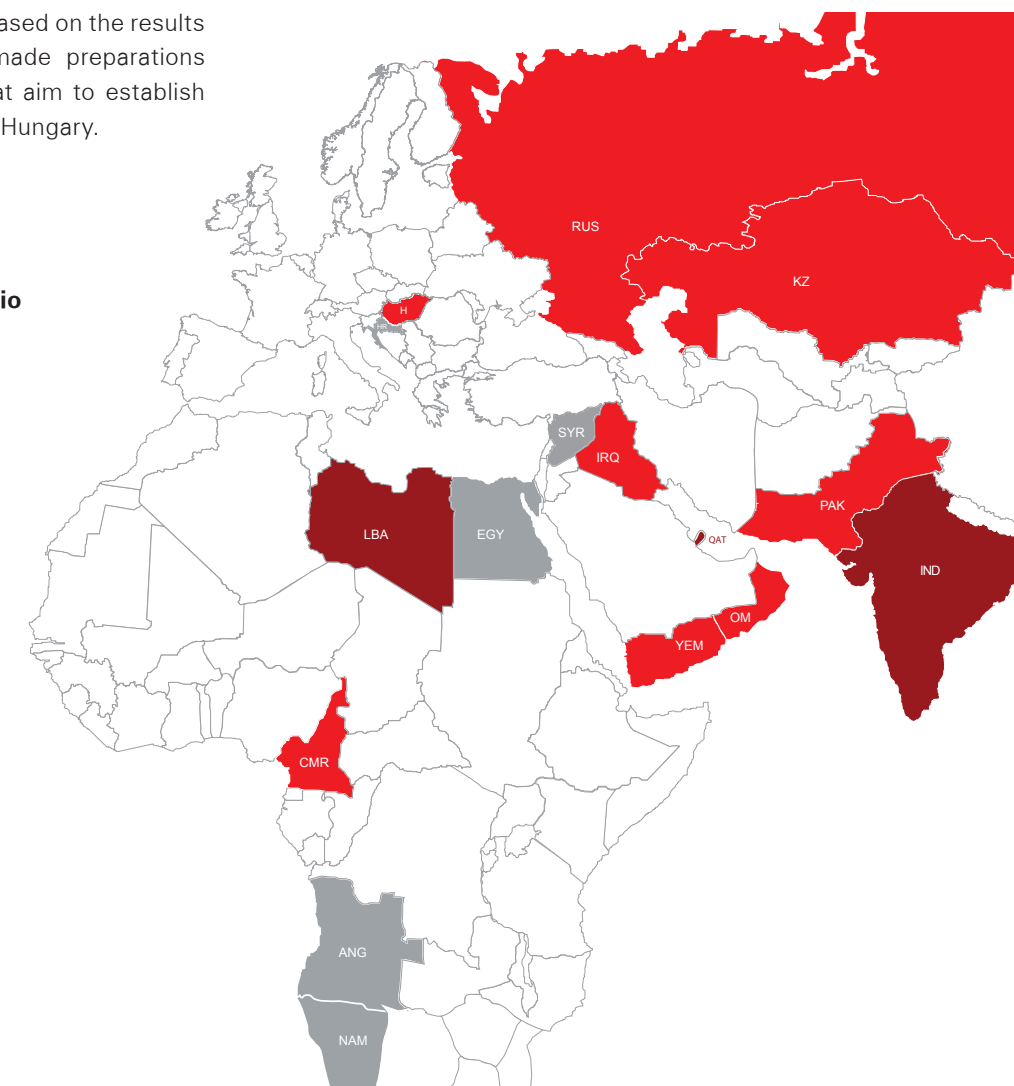 ased on the results
made preparations
at aim to establish
Hungary.
io
RUS
KZ
H
HR
SYR
IRQ
PAK
LBA
EGY
QAT
IND
OM
YEM
CMR
ANG
NAM